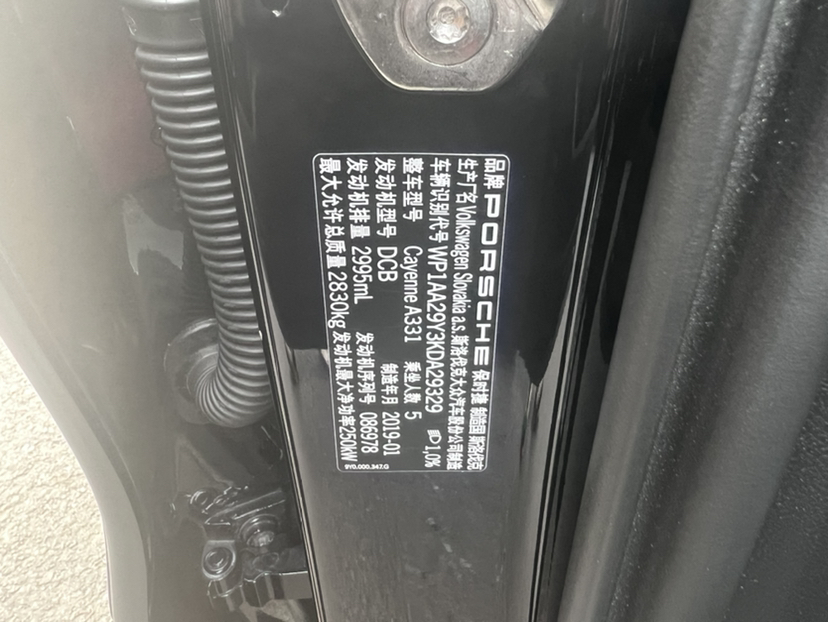 品牌 PORSCHE 保时捷 制造国 斯洛伐克
生产厂名 Volkswagen Slovakia a.s. 斯洛伐克大众汽车股份公司制造
车辆识别代号 WP1AA29Y3KDA29329 1,0%
整车型号 Cayenne A331 乘坐人数 5
发动机型号 DCB 制造年月 2019-01
发动机排量 2995mL 发动机序列号 086978
最大允许总质量 2830kg 发动机最大净功率250kW
9Y0.000.347.G